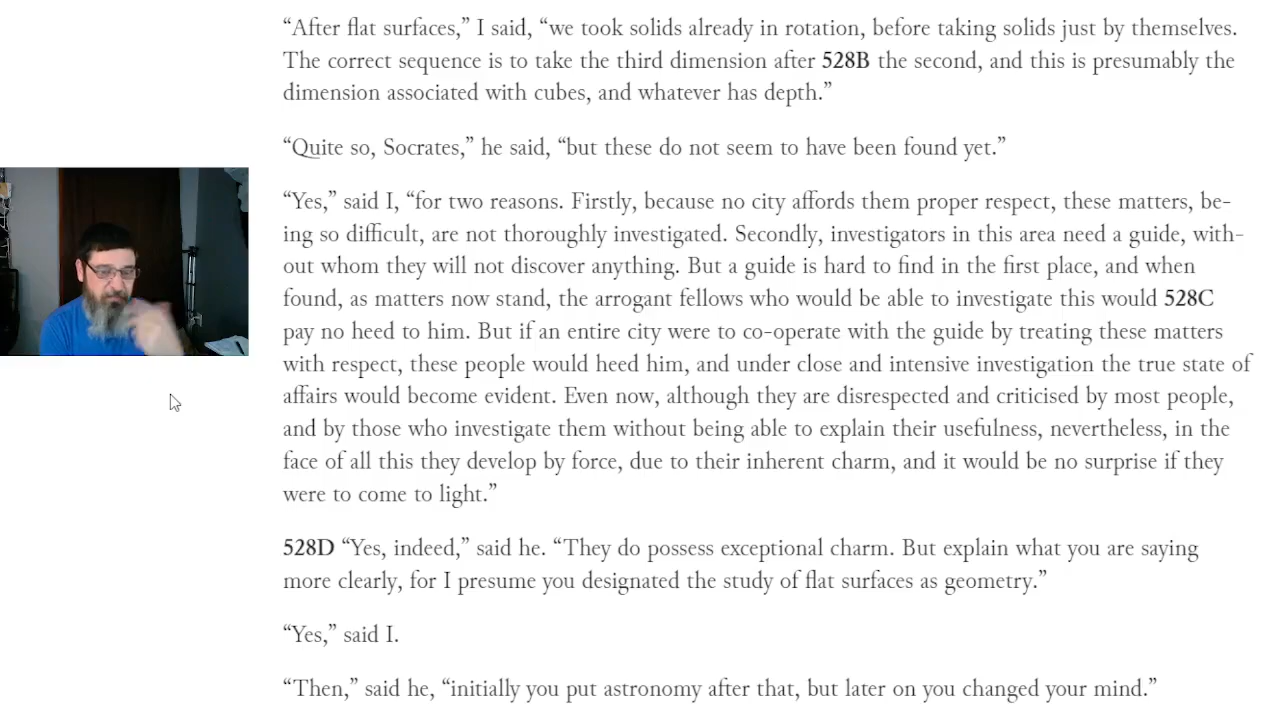 “After flat surfaces,” I said, “we took solids already in rotation, before taking solids just by themselves.
The correct sequence is to take the third dimension after 528B the second, and this is presumably the
dimension associated with cubes, and whatever has depth.”
“Quite so, Socrates,” he said, “but these do not seem to have been found yet.”
“Yes,” said I, “for two reasons. Firstly, because no city affords them proper respect, these matters, be-
ing so difficult, are not thoroughly investigated. Secondly, investigators in this area need a guide, with-
out whom they will not discover anything. But a guide is hard to find in the first place, and when
found, as matters now stand, the arrogant fellows who would be able to investigate this would 528C
pay no heed to him. But if an entire city were to co-operate with the guide by treating these matters
with respect, these people would heed him, and under close and intensive investigation the true state of
affairs would become evident. Even now, although they are disrespected and criticised by most people,
and by those who investigate them without being able to explain their usefulness, nevertheless, in the
face of all this they develop by force, due to their inherent charm, and it would be no surprise if they
were to come to light.”
528D “Yes, indeed,” said he. “They do possess exceptional charm. But explain what you are saying
more clearly, for I presume you designated the study of flat surfaces as geometry.”
“Yes,” said I.
“Then,” said he, “initially you put astronomy after that, but later on you changed your mind.”